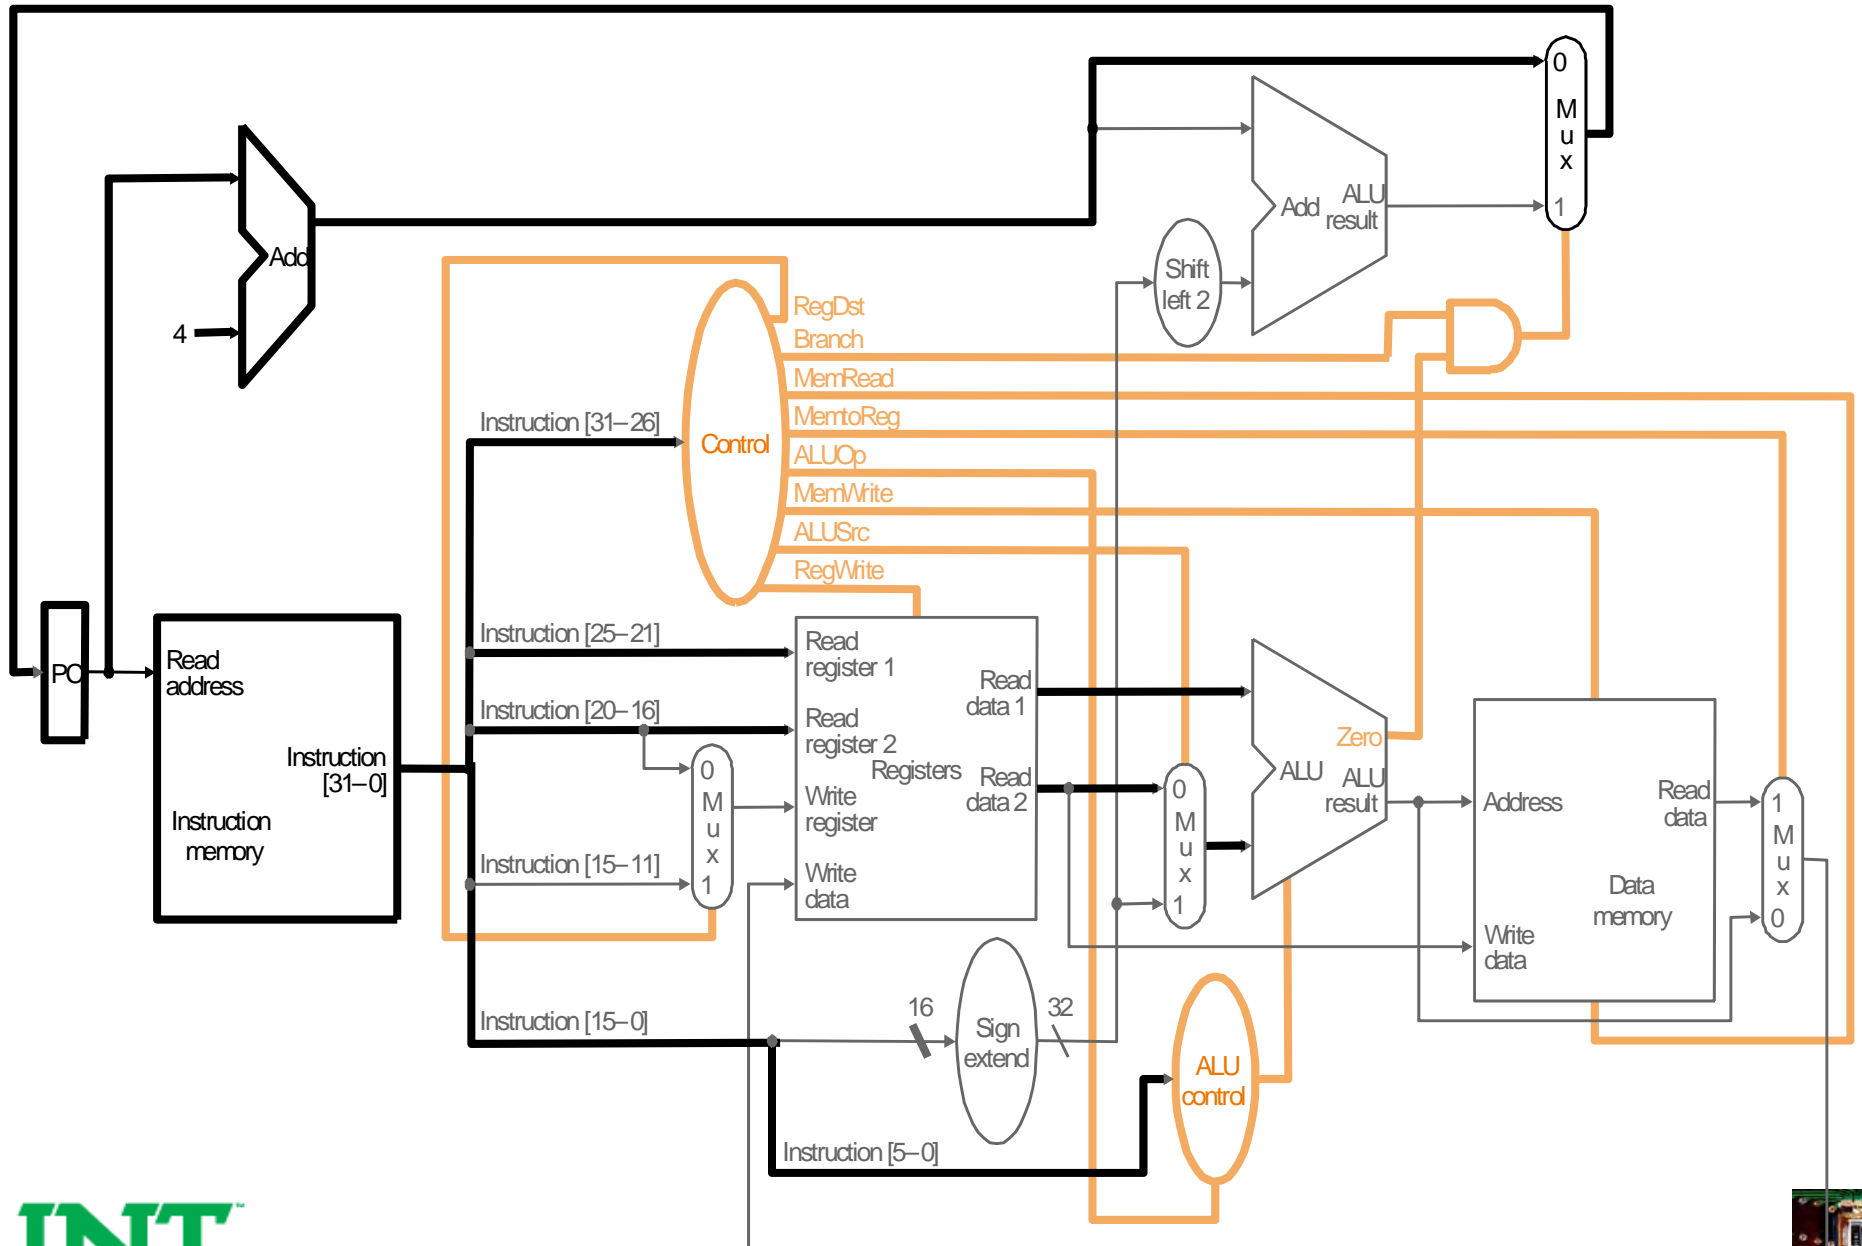 0
M
u
x
1
Add
ALU
result
Shift
left 2
Add
4
RegDst
Branch
MemRead
MemtoReg
ALUOp
MemWrite
ALUSrc
RegWrite
Control
Instruction [31–26]
Instruction [25–21]
Instruction [20–16]
Instruction [15–11]
Instruction [15–0]
Instruction [5–0]
PC
Read
address
Instruction
[31–0]
Instruction
memory
0
M
u
x
1
Read
register 1
Read
register 2
Registers
Write
register
Write
data
Read
data 1
Read
data 2
0
M
u
x
1
Zero
ALU
ALU
result
Address
Read
data
Data
memory
Write
data
1
M
u
x
0
16
Sign
extend
32
ALU
control